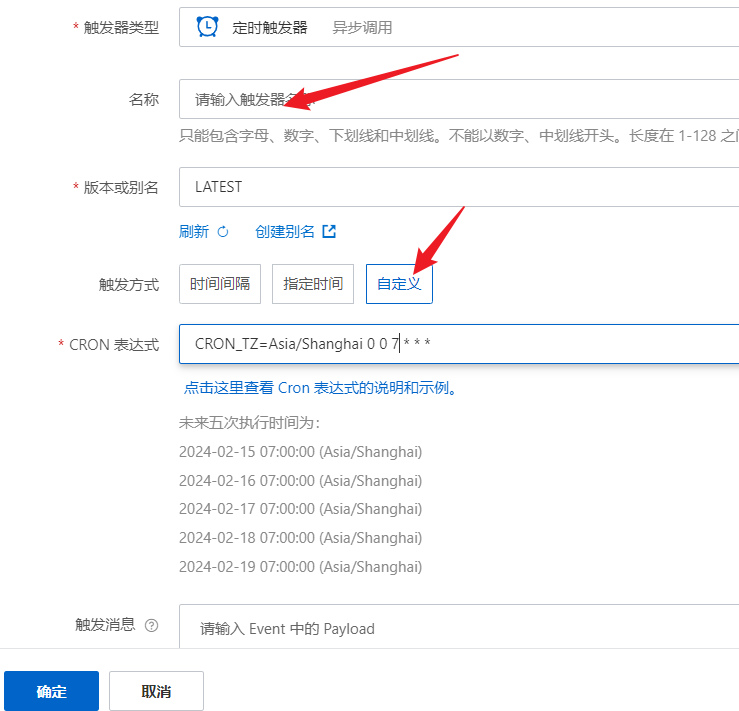 * 触发器类型 定时触发器 异步调用
名称 请输入触发器名称
只能包含字母、数字、下划线和中划线。不能以数字、中划线开头。长度在 1-128 之间
* 版本或别名 LATEST
刷新 创建别名
触发方式 时间间隔 指定时间 自定义
* CRON 表达式 CRON_TZ=Asia/Shanghai 0 0 7 * * *
点击这里查看 Cron 表达式的说明和示例。
未来五次执行时间为:
2024-02-15 07:00:00 (Asia/Shanghai)
2024-02-16 07:00:00 (Asia/Shanghai)
2024-02-17 07:00:00 (Asia/Shanghai)
2024-02-18 07:00:00 (Asia/Shanghai)
2024-02-19 07:00:00 (Asia/Shanghai)
触发消息 ? 请输入 Event 中的 Payload
确定 取消